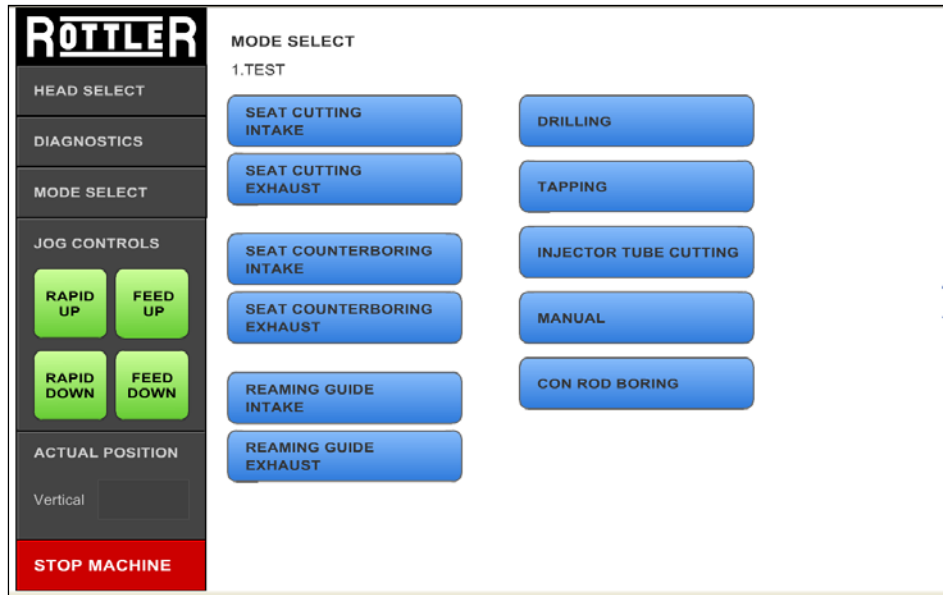 ROTTLER
HEAD SELECT
DIAGNOSTICS
MODE SELECT
JOG CONTROLS
RAPID
UP
FEED
UP
RAPID
DOWN
FEED
DOWN
ACTUAL POSITION
Vertical
STOP MACHINE
MODE SELECT
1.TEST
SEAT CUTTING
INTAKE
SEAT CUTTING
EXHAUST
SEAT COUNTERBORING
INTAKE
SEAT COUNTERBORING
EXHAUST
REAMING GUIDE
INTAKE
REAMING GUIDE
EXHAUST
DRILLING
TAPPING
INJECTOR TUBE CUTTING
MANUAL
CON ROD BORING